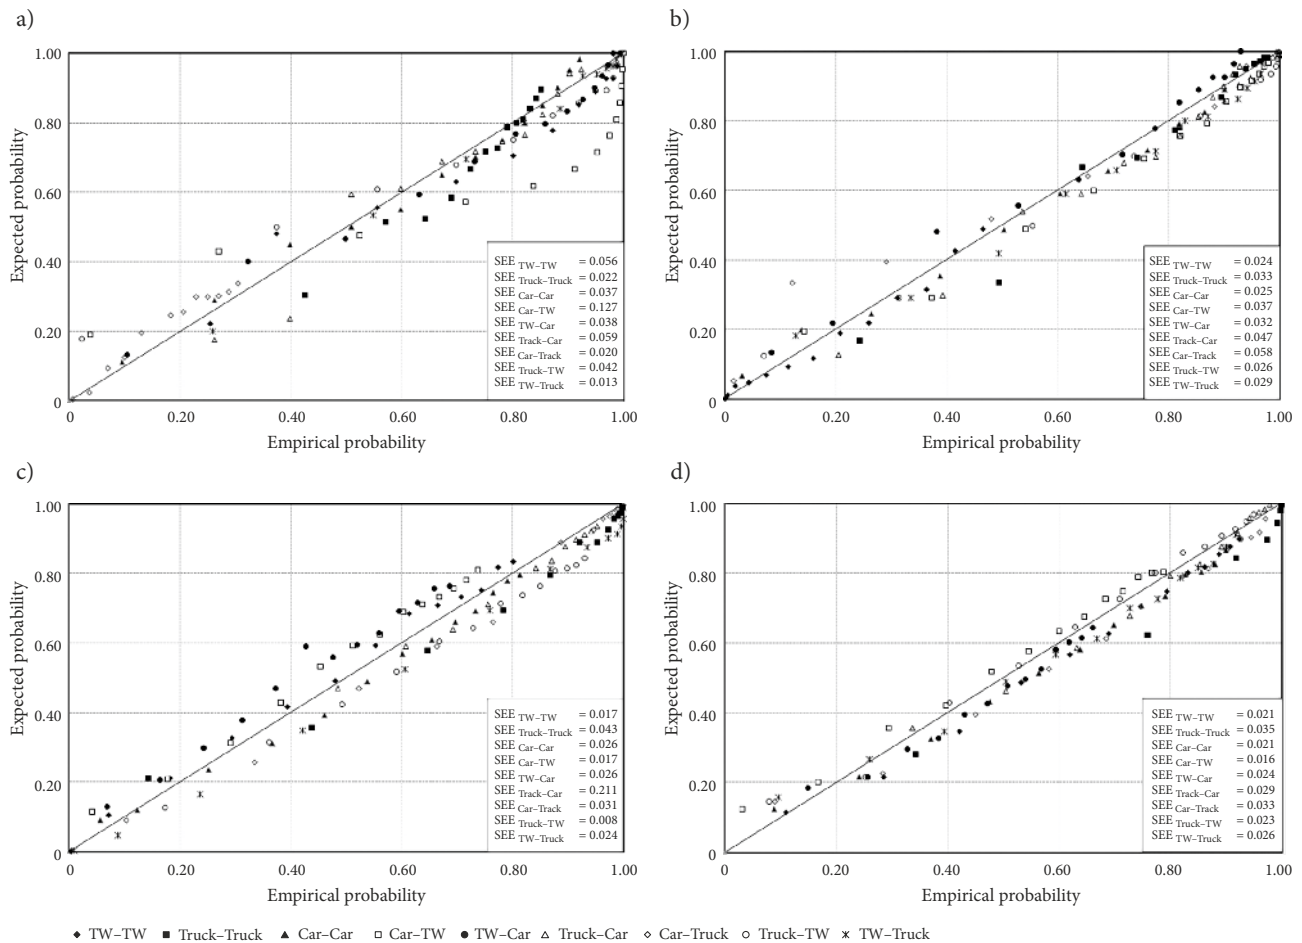 a)
1.00
0.80
0.60
0.40
0.20
0
Expected probability
0 0.20 0.40 0.60 0.80 1.00
Empirical probability
SEE TW–TW = 0.056
SEE Truck–Truck = 0.022
SEE Car–Car = 0.037
SEE Car–TW = 0.127
SEE TW–Car = 0.038
SEE Track–Car = 0.059
SEE Car–Track = 0.020
SEE Truck–TW = 0.042
SEE TW–Truck = 0.013
b)
1.00
0.80
0.60
0.40
0.20
0
Expected probability
0 0.20 0.40 0.60 0.80 1.00
Empirical probability
SEE TW–TW = 0.024
SEE Truck–Truck = 0.033
SEE Car–Car = 0.025
SEE Car–TW = 0.037
SEE TW–Car = 0.032
SEE Track–Car = 0.047
SEE Car–Track = 0.058
SEE Truck–TW = 0.026
SEE TW–Truck = 0.029
c)
1.00
0.80
0.60
0.40
0.20
0
Expected probability
0 0.20 0.40 0.60 0.80 1.00
Empirical probability
SEE TW–TW = 0.017
SEE Truck–Truck = 0.043
SEE Car–Car = 0.026
SEE Car–TW = 0.017
SEE TW–Car = 0.026
SEE Track–Car = 0.211
SEE Car–Track = 0.031
SEE Truck–TW = 0.008
SEE TW–Truck = 0.024
d)
1.00
0.80
0.60
0.40
0.20
0
Expected probability
0 0.20 0.40 0.60 0.80 1.00
Empirical probability
SEE TW–TW = 0.021
SEE Truck–Truck = 0.035
SEE Car–Car = 0.021
SEE Car–TW = 0.016
SEE TW–Car = 0.024
SEE Track–Car = 0.029
SEE Car–Track = 0.033
SEE Truck–TW = 0.023
SEE TW–Truck = 0.026
TW–TW Truck–Truck Car–Car Car–TW TW–Car Truck–Car Car–Truck Truck–TW TW–Truck